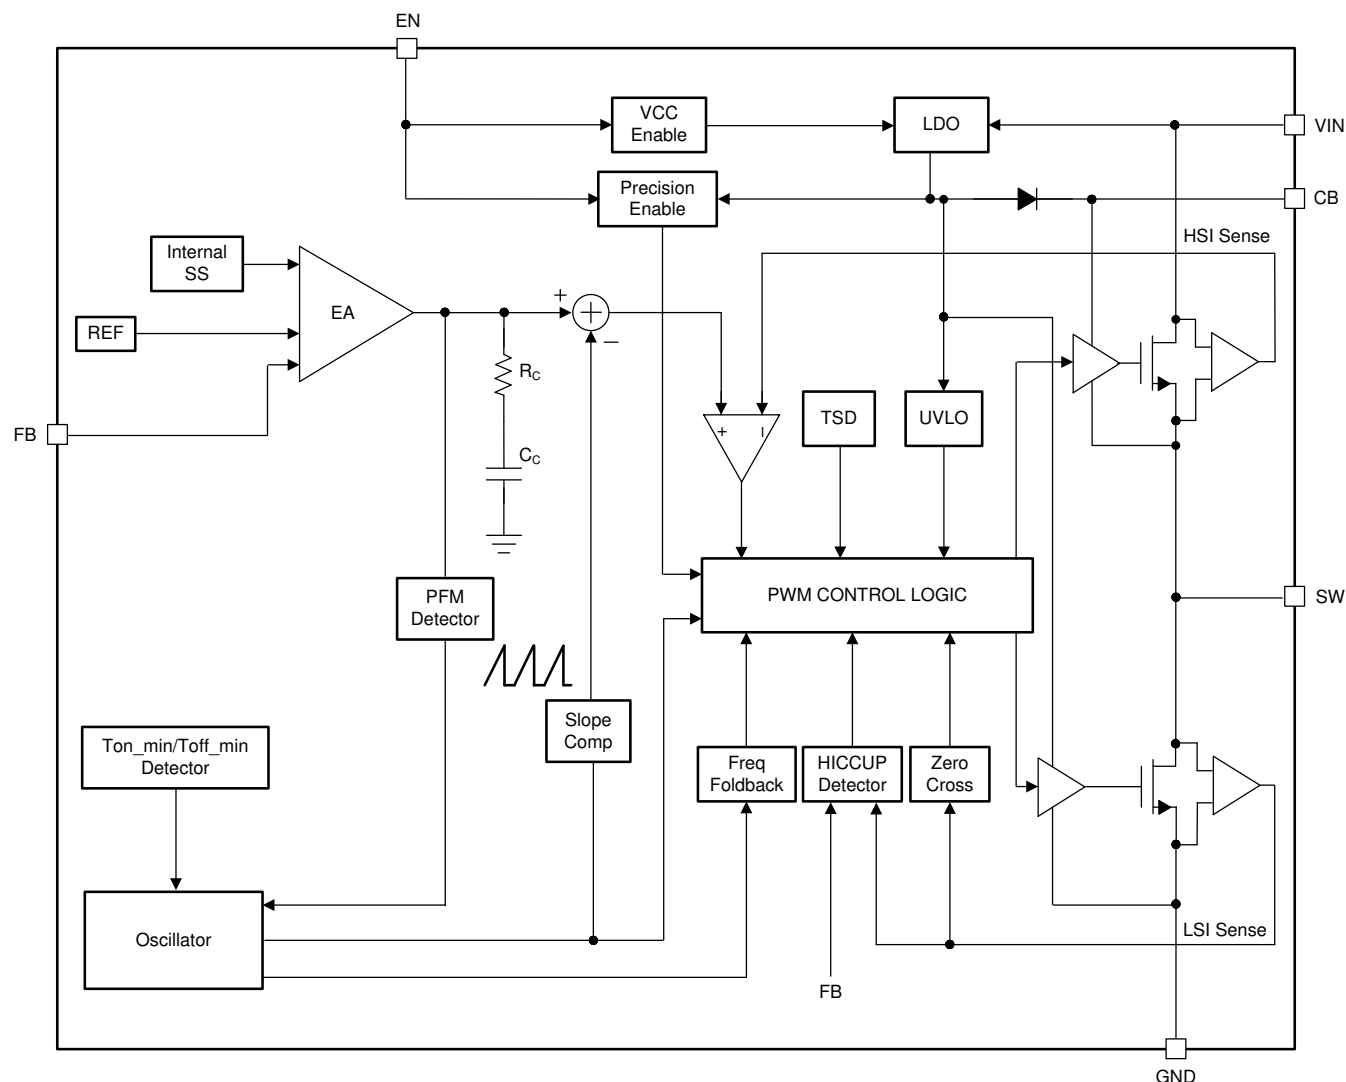 EN
VCC
Enable
LDO
VIN
Precision
Enable
CB
HSI Sense
Internal
SS
EA
+
+
REF
−
RC
TSD
UVLO
FB
+
−
CC
PWM CONTROL LOGIC
SW
PFM
Detector
Slope
Comp
Ton_min/Toff_min
Detector
Freq
Foldback
HICCUP
Detector
Zero
Cross
Oscillator
LSI Sense
FB
GND